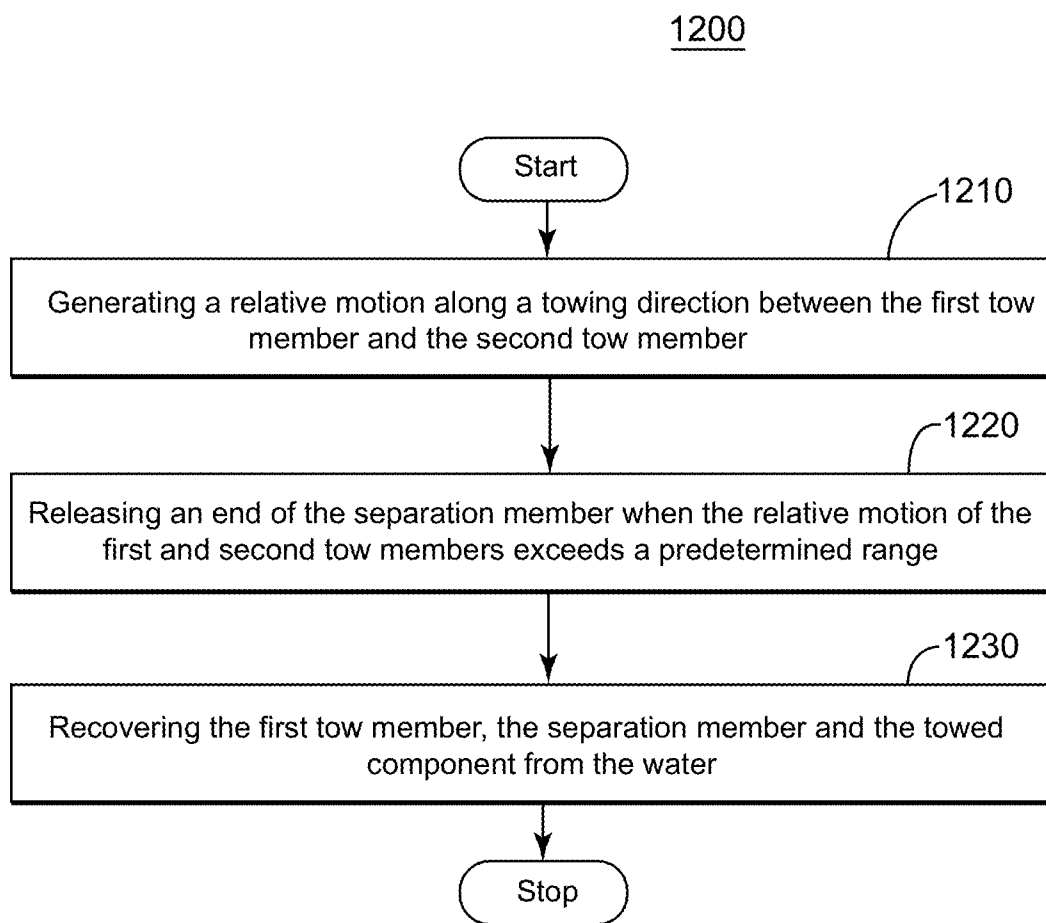 1200
Start
1210
Generating a relative motion along a towing direction between the first tow
member and the second tow member
1220
Releasing an end of the separation member when the relative motion of the
first and second tow members exceeds a predetermined range
1230
Recovering the first tow member, the separation member and the towed
component from the water
Stop